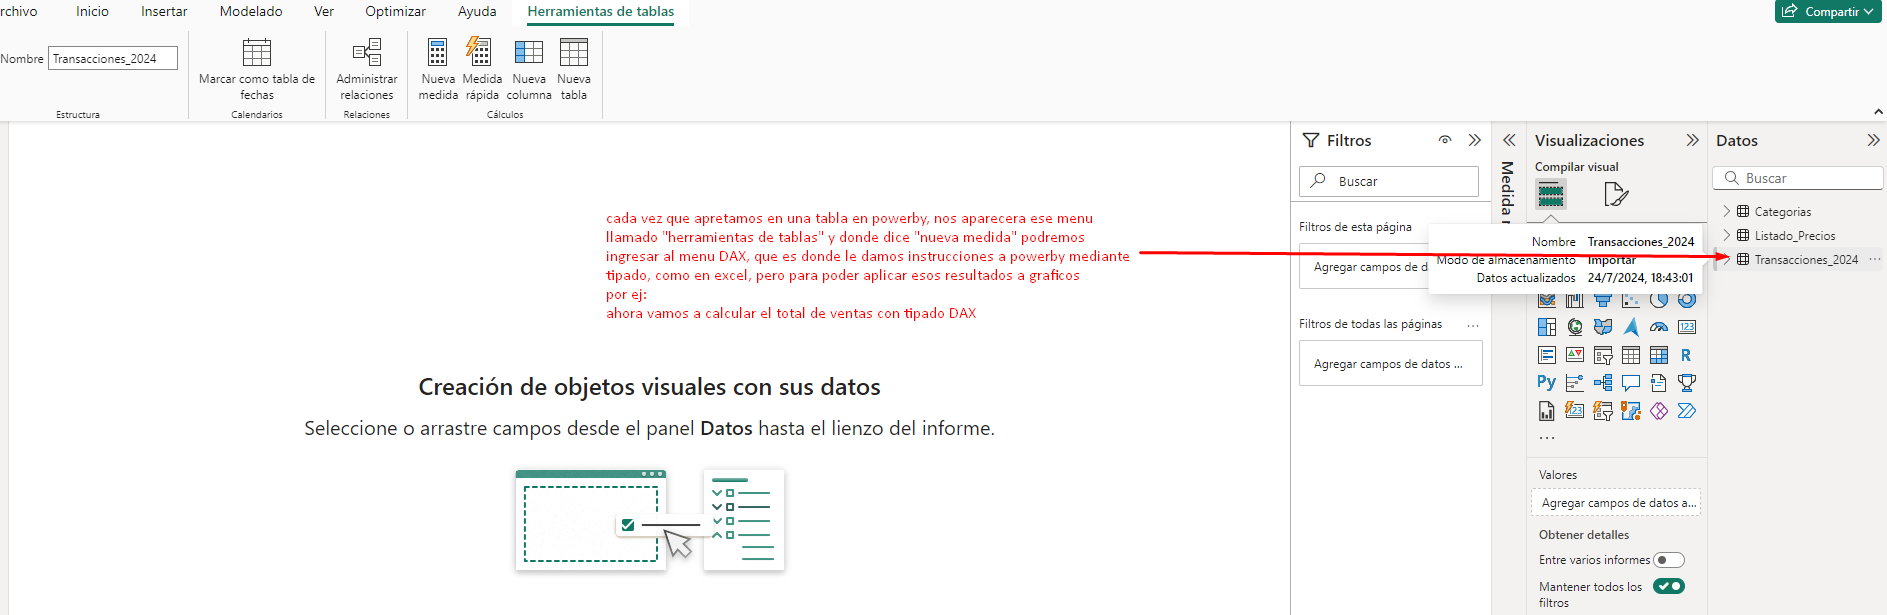 rchivo
Inicio
Insertar
Modelado
Ver
Optimizar
Ayuda
Herramientas de tablas
Compartir
Nombre
Transacciones_2024
Marcar como tabla de
fechas
Administrar
relaciones
Nueva
medida
Medida
rápida
Nueva
columna
Nueva
tabla
Estructura
Calendarios
Relaciones
Cálculos
cada vez que apretamos en una tabla en powerby, nos aparecera ese menu
llamado "herramientas de tablas" y donde dice "nueva medida" podremos
ingresar al menu DAX, que es donde le damos instrucciones a powerby mediante
tipado, como en excel, pero para poder aplicar esos resultados a graficos
por ej:
ahora vamos a calcular el total de ventas con tipado DAX
Creación de objetos visuales con sus datos
Seleccione o arrastre campos desde el panel Datos hasta el lienzo del informe.
Filtros
Buscar
Filtros de esta página
Agregar campos de d
Filtros de todas las páginas
...
Agregar campos de datos ...
Medida
Visualizaciones
Compilar visual
Nombre Transacciones_2024
Modo de almacenamiento Importar
Datos actualizados 24/7/2024, 18:43:01
123
R
Py
123
...
Valores
Agregar campos de datos a...
Obtener detalles
Entre varios informes
Mantener todos los
filtros
Datos
Buscar
Categorias
Listado_Precios
Transacciones_2024
...